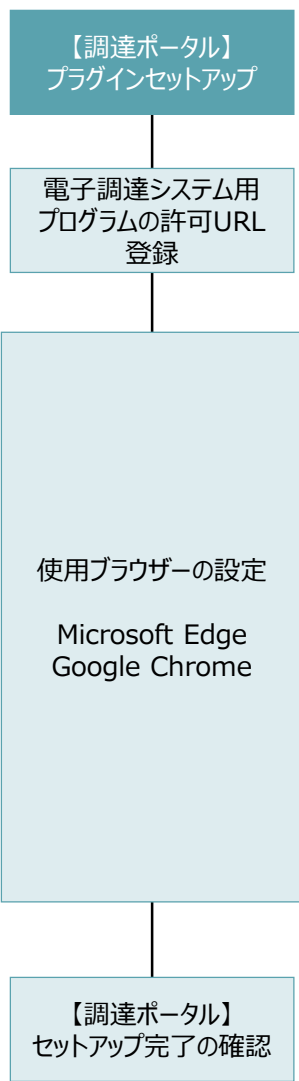 【調達ポータル】
プラグインセットアップ
電子調達システム用
プログラムの許可URL
登録
使用ブラウザーの設定
Microsoft Edge
Google Chrome
【調達ポータル】
セットアップ完了の確認